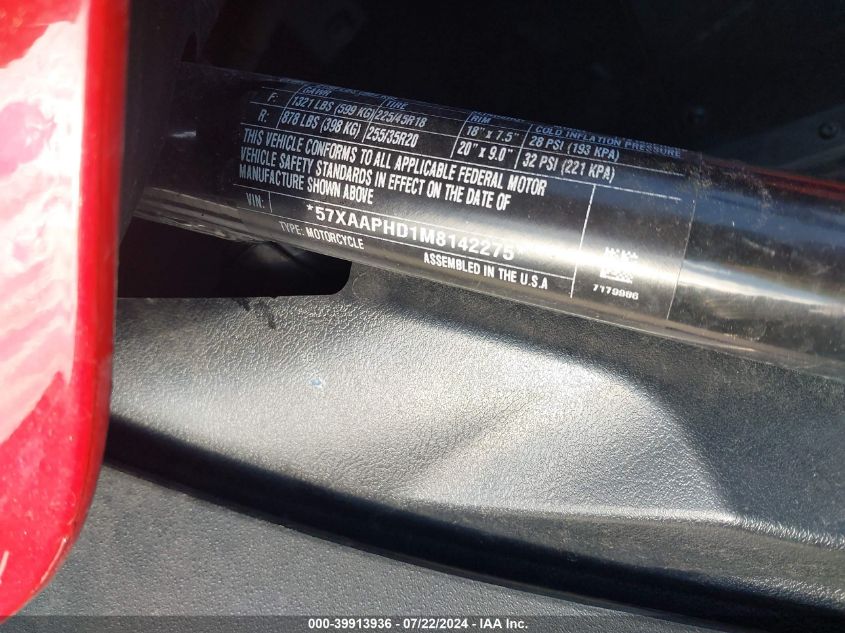 GAWR TIRE RIM COLD INFLATION PRESSURE
F: 1321 LBS (599 KG) 225/45R18 18" x 7.5" 28 PSI (193 KPA)
R: 878 LBS (398 KG) 255/35R20 20" x 9.0" 32 PSI (221 KPA)
THIS VEHICLE CONFORMS TO ALL APPLICABLE FEDERAL MOTOR
VEHICLE SAFETY STANDARDS IN EFFECT ON THE DATE OF
MANUFACTURE SHOWN ABOVE
VIN: *57XAAPHD1M8142275*
TYPE: MOTORCYCLE
ASSEMBLED IN THE U.S.A
7179986
000-39913936 / 07/22/2024 - IAA Inc.